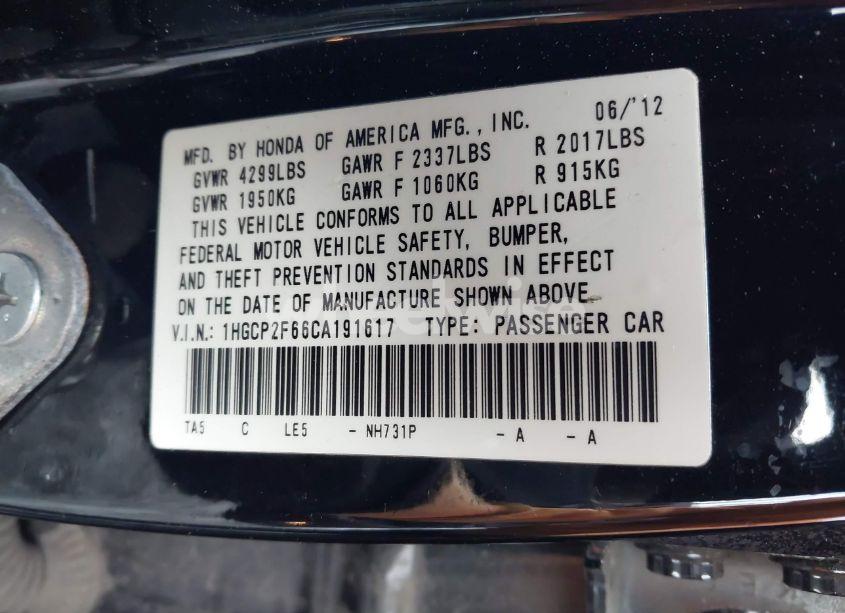 06/'12
MFD. BY HONDA OF AMERICA MFG., INC.
GVWR 4299LBS GAWR F 2337LBS R 2017LBS
GVWR 1950KG GAWR F 1060KG R 915KG
THIS VEHICLE CONFORMS TO ALL APPLICABLE
FEDERAL MOTOR VEHICLE SAFETY, BUMPER,
AND THEFT PREVENTION STANDARDS IN EFFECT
ON THE DATE OF MANUFACTURE SHOWN ABOVE.
V.I.N.: 1HGCP2F66CA191617 TYPE: PASSENGER CAR
TA5 C LE5 - NH731P - A - A